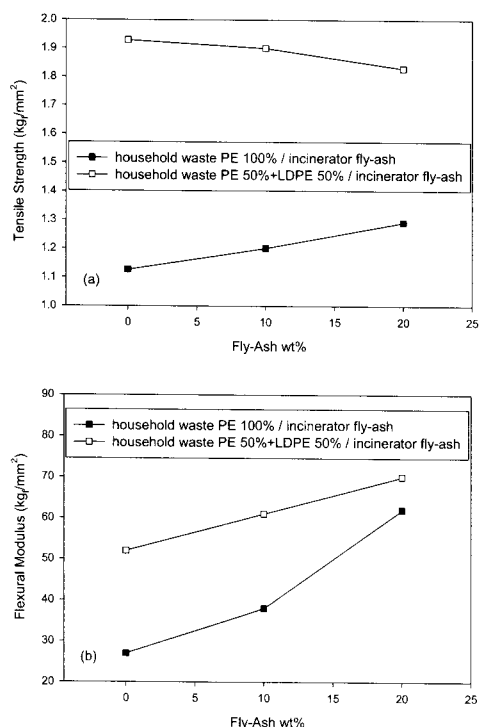 2.0
1.9
1.8
1.7
1.6
1.5
1.4
1.3
1.2
1.1
1.0
Tensile Strength (kgf/mm²)
household waste PE 100% / incinerator fly-ash
household waste PE 50%+LDPE 50% / incinerator fly-ash
(a)
0 5 10 15 20 25
Fly-Ash wt%
90
80
70
60
50
40
30
20
Flexural Modulus (kgf/mm²)
household waste PE 100% / incinerator fly-ash
household waste PE 50%+LDPE 50% / incinerator fly-ash
(b)
0 5 10 15 20 25
Fly-Ash wt%